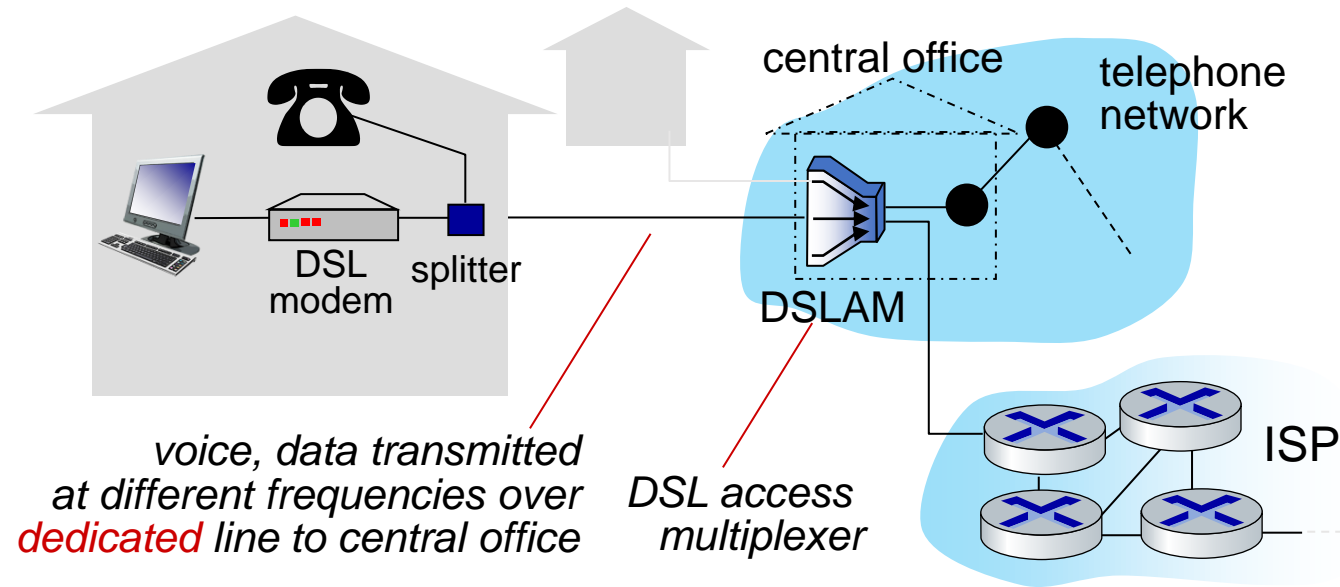 central office
telephone
network
DSL
modem
splitter
DSLAM
ISP
voice, data transmitted
at different frequencies over
dedicated line to central office
DSL access
multiplexer